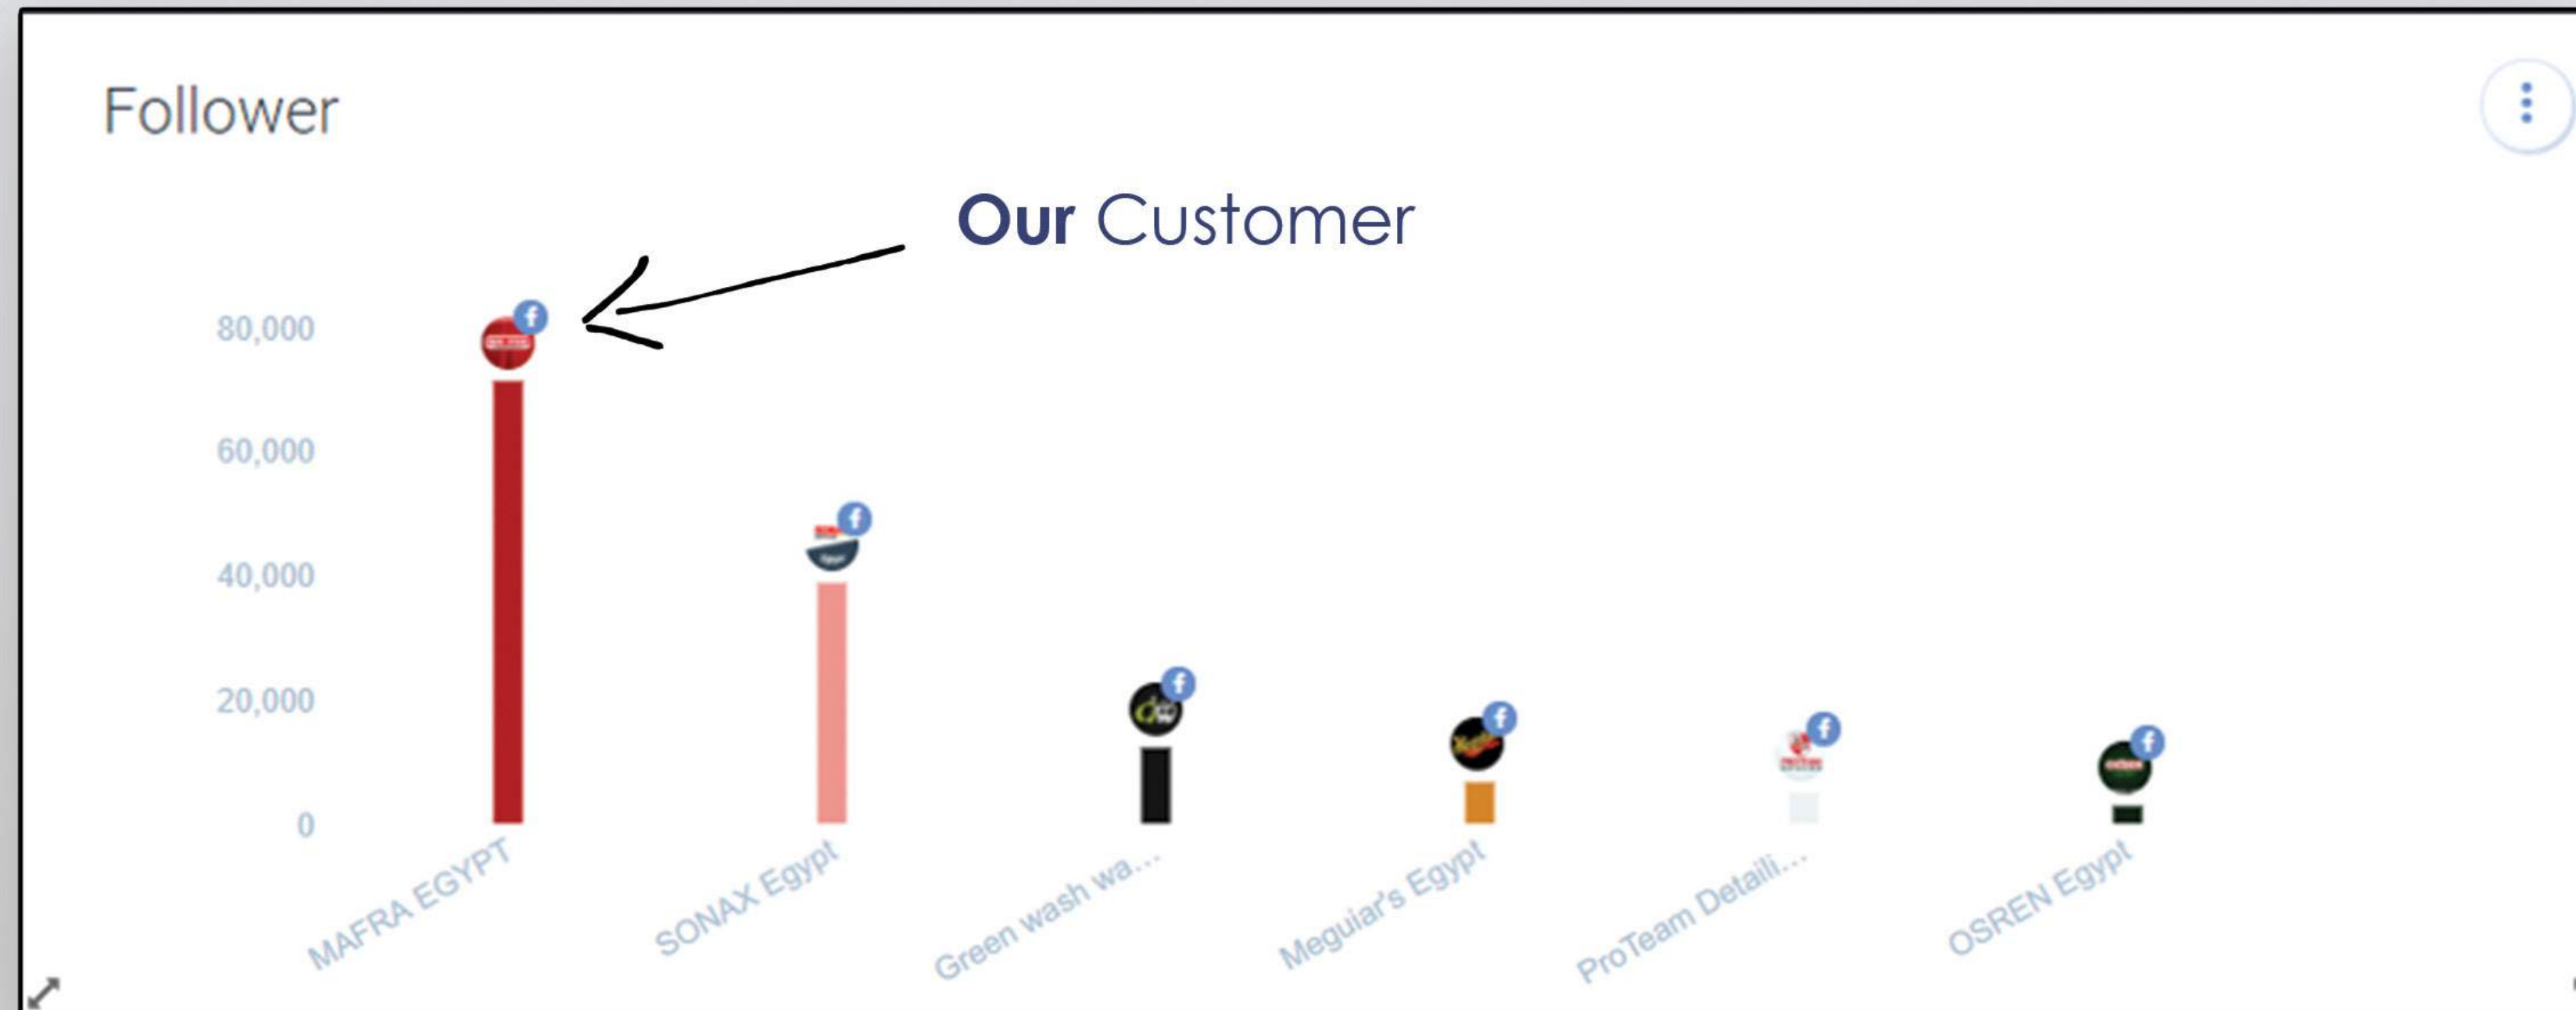 Follower
Our Customer
80,000
60,000
40,000
20,000
0
MAFRA EGYPT
SONAX Egypt
Green wash wa...
Meguiar's Egypt
ProTeam Detaili...
OSREN Egypt